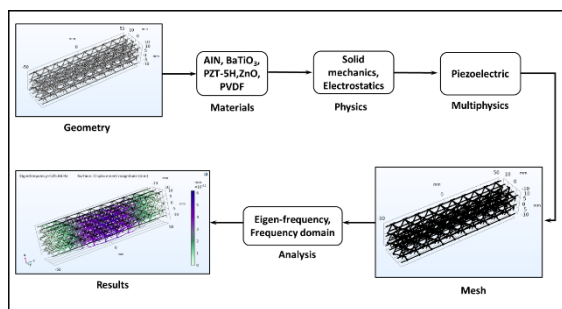 AIN, BaTiO3,
PZT-5H,ZnO,
PVDF
Materials
Solid
mechanics,
Electrostatics
Physics
Piezoelectric
Multiphysics
Geometry
Eigen-frequency,
Frequency domain
Analysis
Results
Mesh